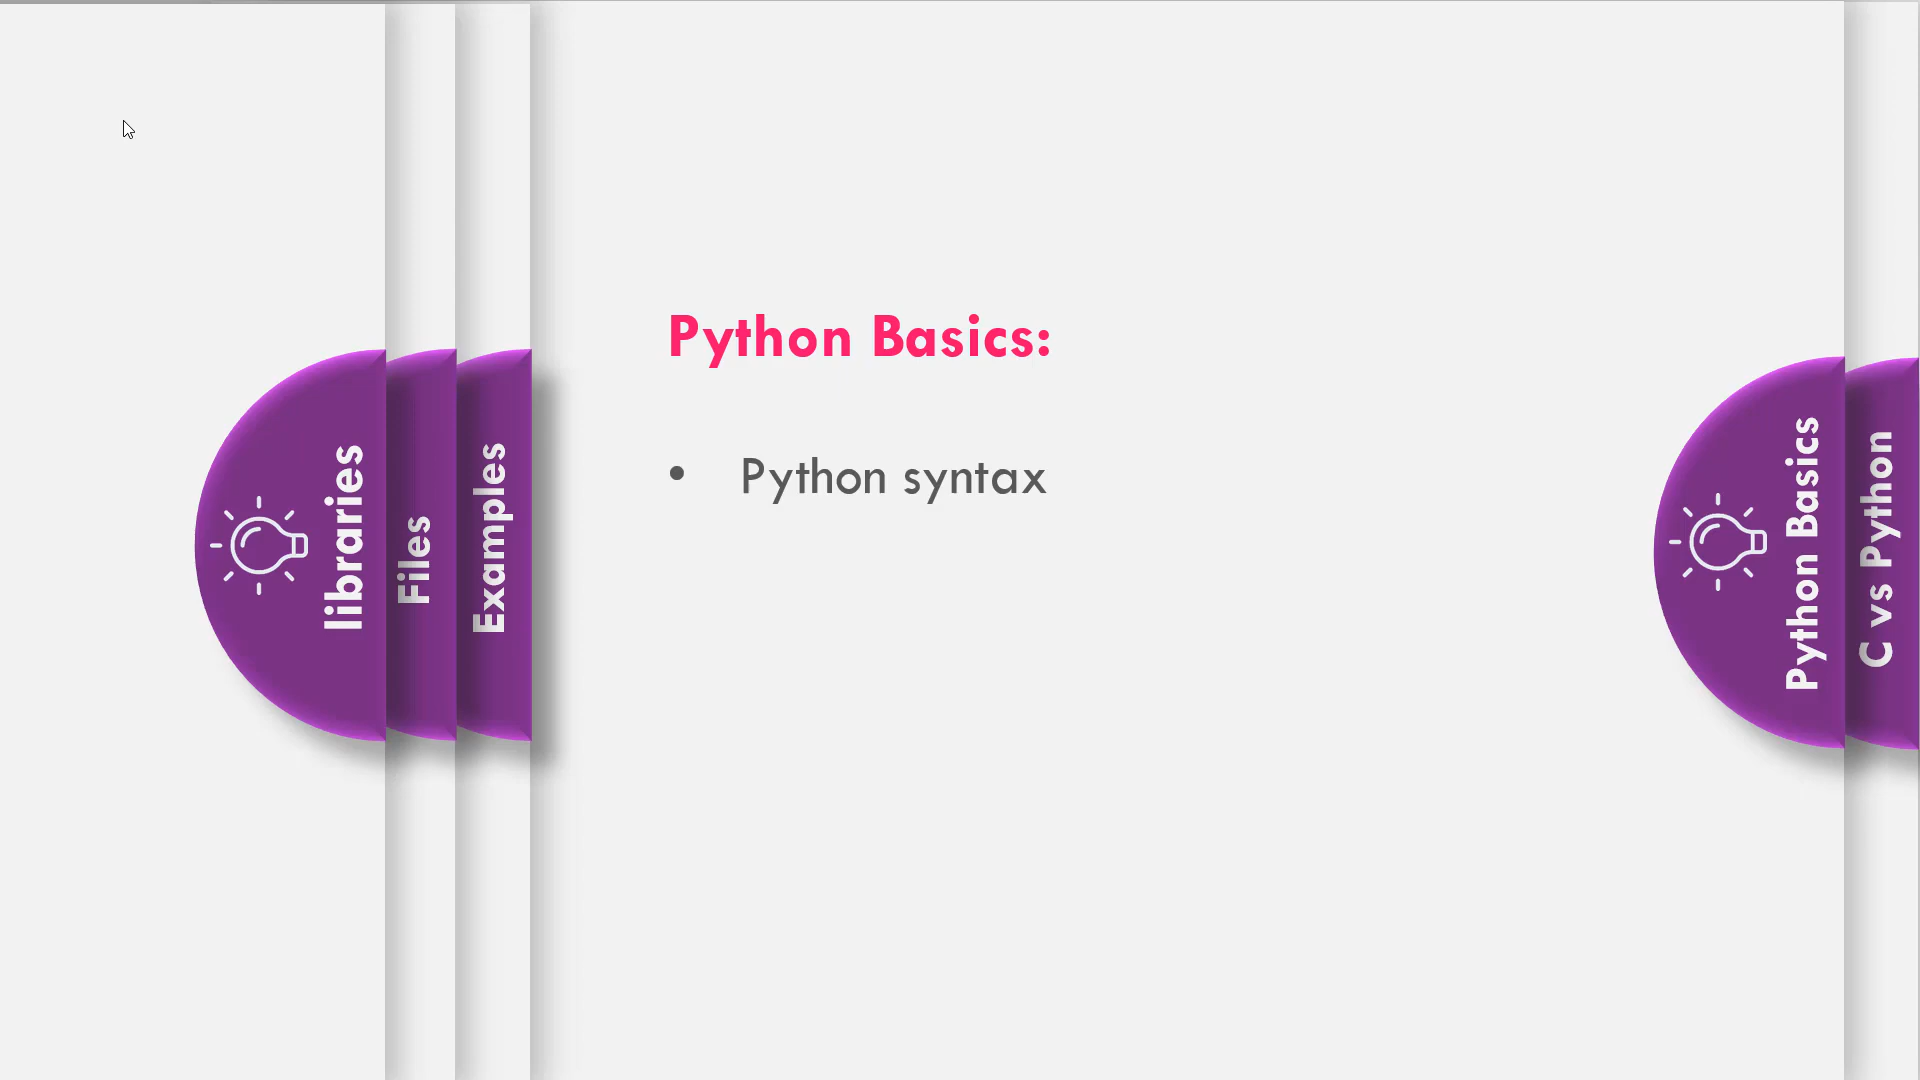 libraries
Files
Examples
Python Basics:
• Python syntax
Python Basics
C vs Python